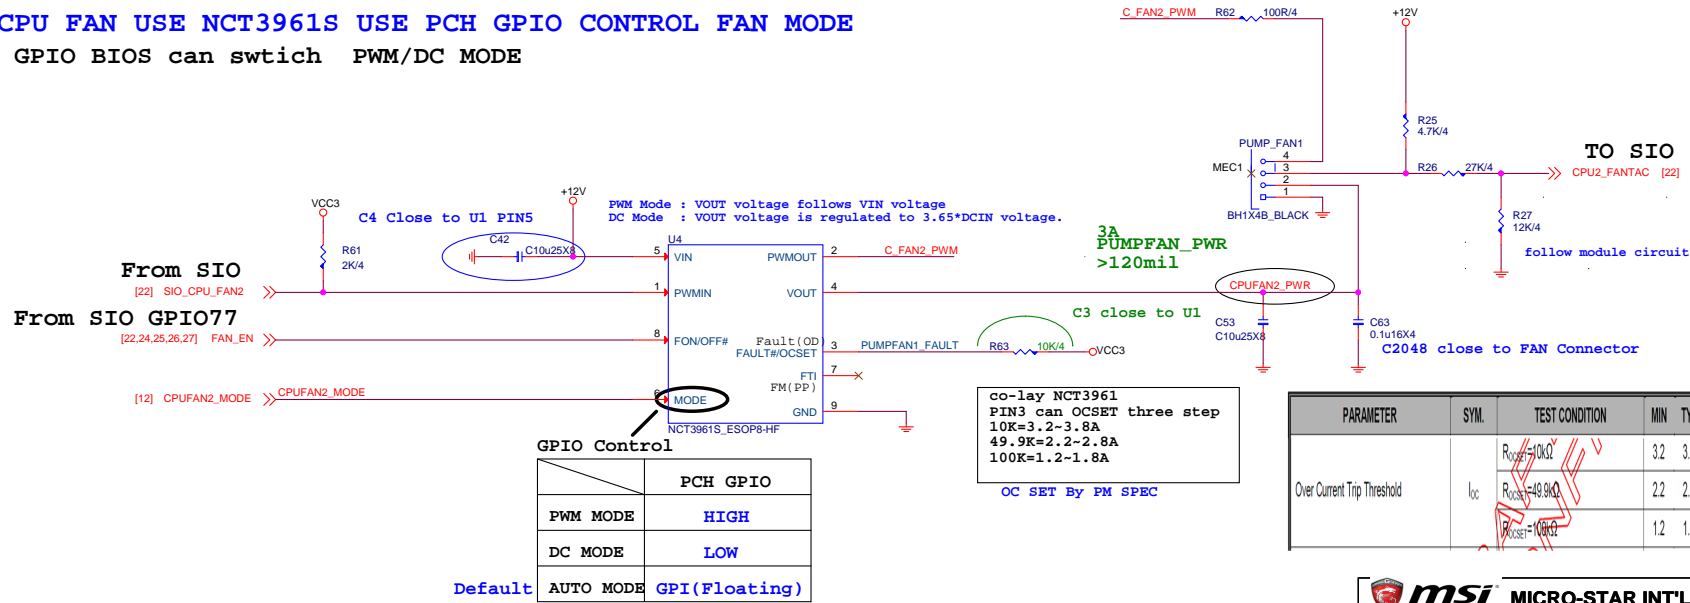 CPU FAN USE NCT3961S USE PCH GPIO CONTROL FAN MODE
GPIO BIOS can swtich PWM/DC MODE
C_FAN2_PWM R62 100R/4
+12V
R25
4.7K/4
PUMP_FAN1
MEC1
4
3
2
1
BH1X4B_BLACK
R26 27K/4
TO SIO
CPU2_FANTAC [22]
R27
12K/4
follow module circuit
VCC3
R61
2K/4
C4 Close to U1 PIN5
+12V
C42
C10u25X8
PWM Mode : VOUT voltage follows VIN voltage
DC Mode : VOUT voltage is regulated to 3.65*DCIN voltage.
From SIO
[22] SIO_CPU_FAN2
From SIO GPIO77
[22,24,25,26,27] FAN_EN
[12] CPUFAN2_MODE
CPUFAN2_MODE
U4
5 VIN
1 PWMIN
8 FON/OFF#
6 MODE
PWMOUT 2
VOUT 4
Fault(OD)
FAULT#/OCSET 3
FTI 7
FM(PP)
GND 9
NCT3961S_ESOP8-HF
C_FAN2_PWM
3A
PUMPFAN_PWR
>120mil
CPUFAN2_PWR
C3 close to U1
PUMPFAN1_FAULT
R63 10K/4
VCC3
C53
C10u25X8
C63
0.1u16X4
C2048 close to FAN Connector
co-lay NCT3961
PIN3 can OCSET three step
10K=3.2~3.8A
49.9K=2.2~2.8A
100K=1.2~1.8A
OC SET By PM SPEC
GPIO Control
PCH GPIO
PWM MODE HIGH
DC MODE LOW
Default AUTO MODE GPI(Floating)
PARAMETER SYM. TEST CONDITION MIN
Over Current Trip Threshold IOC
ROCSET=10kΩ 3.2
ROCSET=49.9kΩ 2.2
ROCSET=100kΩ 1.2
msi MICRO-STAR INT'L